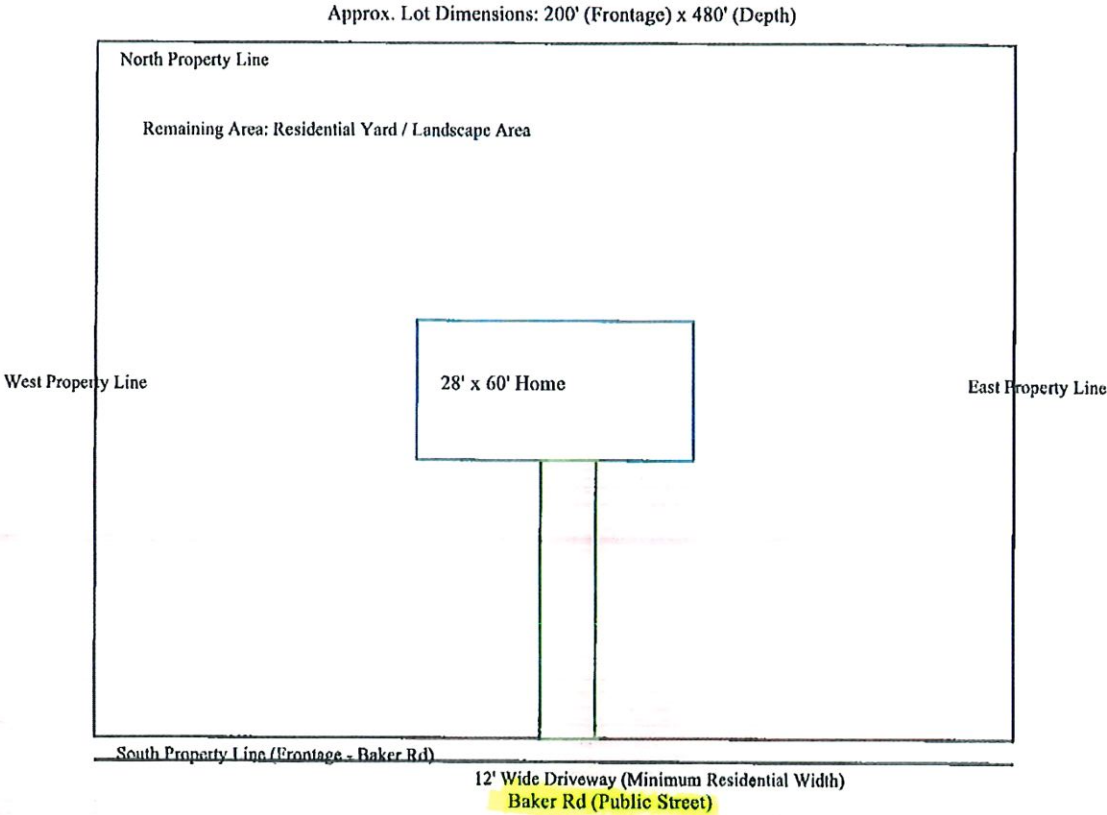 Approx. Lot Dimensions: 200' (Frontage) x 480' (Depth)
North Property Line
Remaining Area: Residential Yard / Landscape Area
West Property Line
28' x 60' Home
East Property Line
South Property Line (Frontage - Baker Rd)
12' Wide Driveway (Minimum Residential Width)
Baker Rd (Public Street)